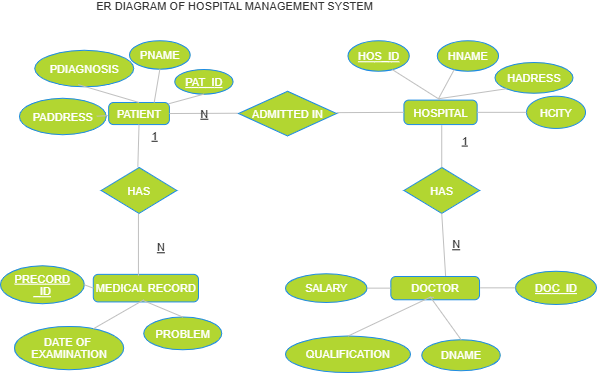 ER DIAGRAM OF HOSPITAL MANAGEMENT SYSTEM
PNAME
HOS_ID
HNAME
PDIAGNOSIS
PAT_ID
HADRESS
PADDRESS
PATIENT
N
ADMITTED IN
HOSPITAL
HCITY
1
1
HAS
HAS
N
N
PRECORD
_ID
MEDICAL RECORD
SALARY
DOCTOR
DOC_ID
DATE OF
EXAMINATION
PROBLEM
QUALIFICATION
DNAME